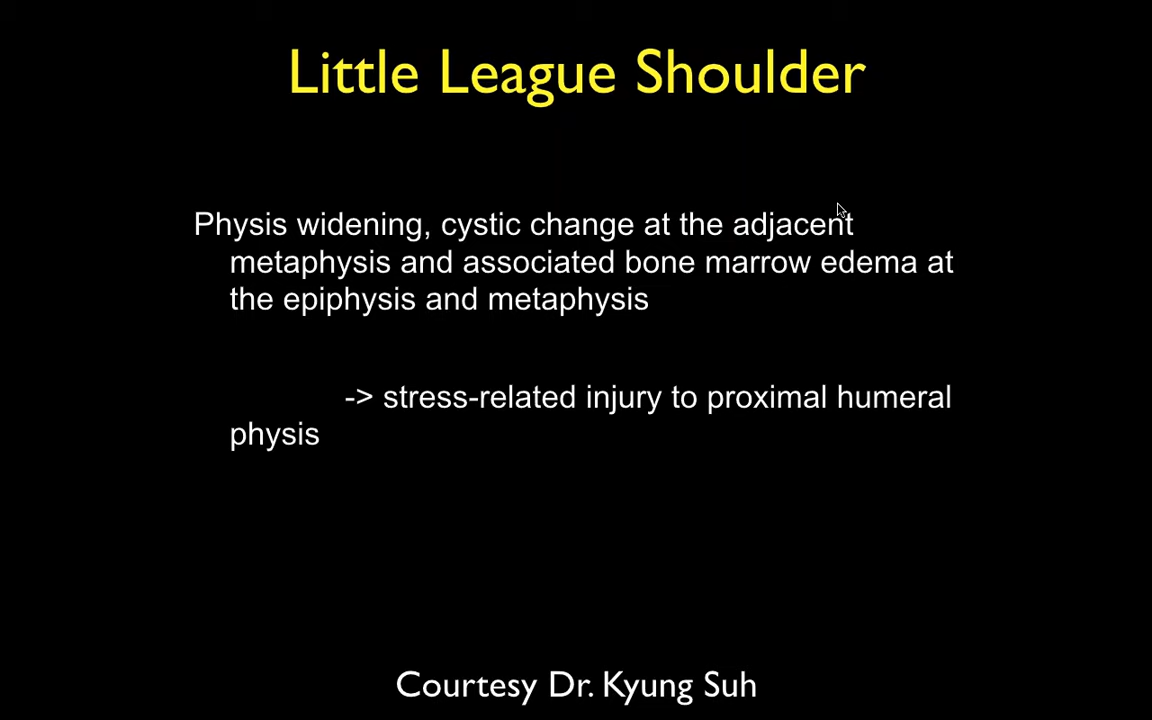 Little League Shoulder
Physis widening, cystic change at the adjacent
metaphysis and associated bone marrow edema at
the epiphysis and metaphysis
-> stress-related injury to proximal humeral
physis
Courtesy Dr. Kyung Suh